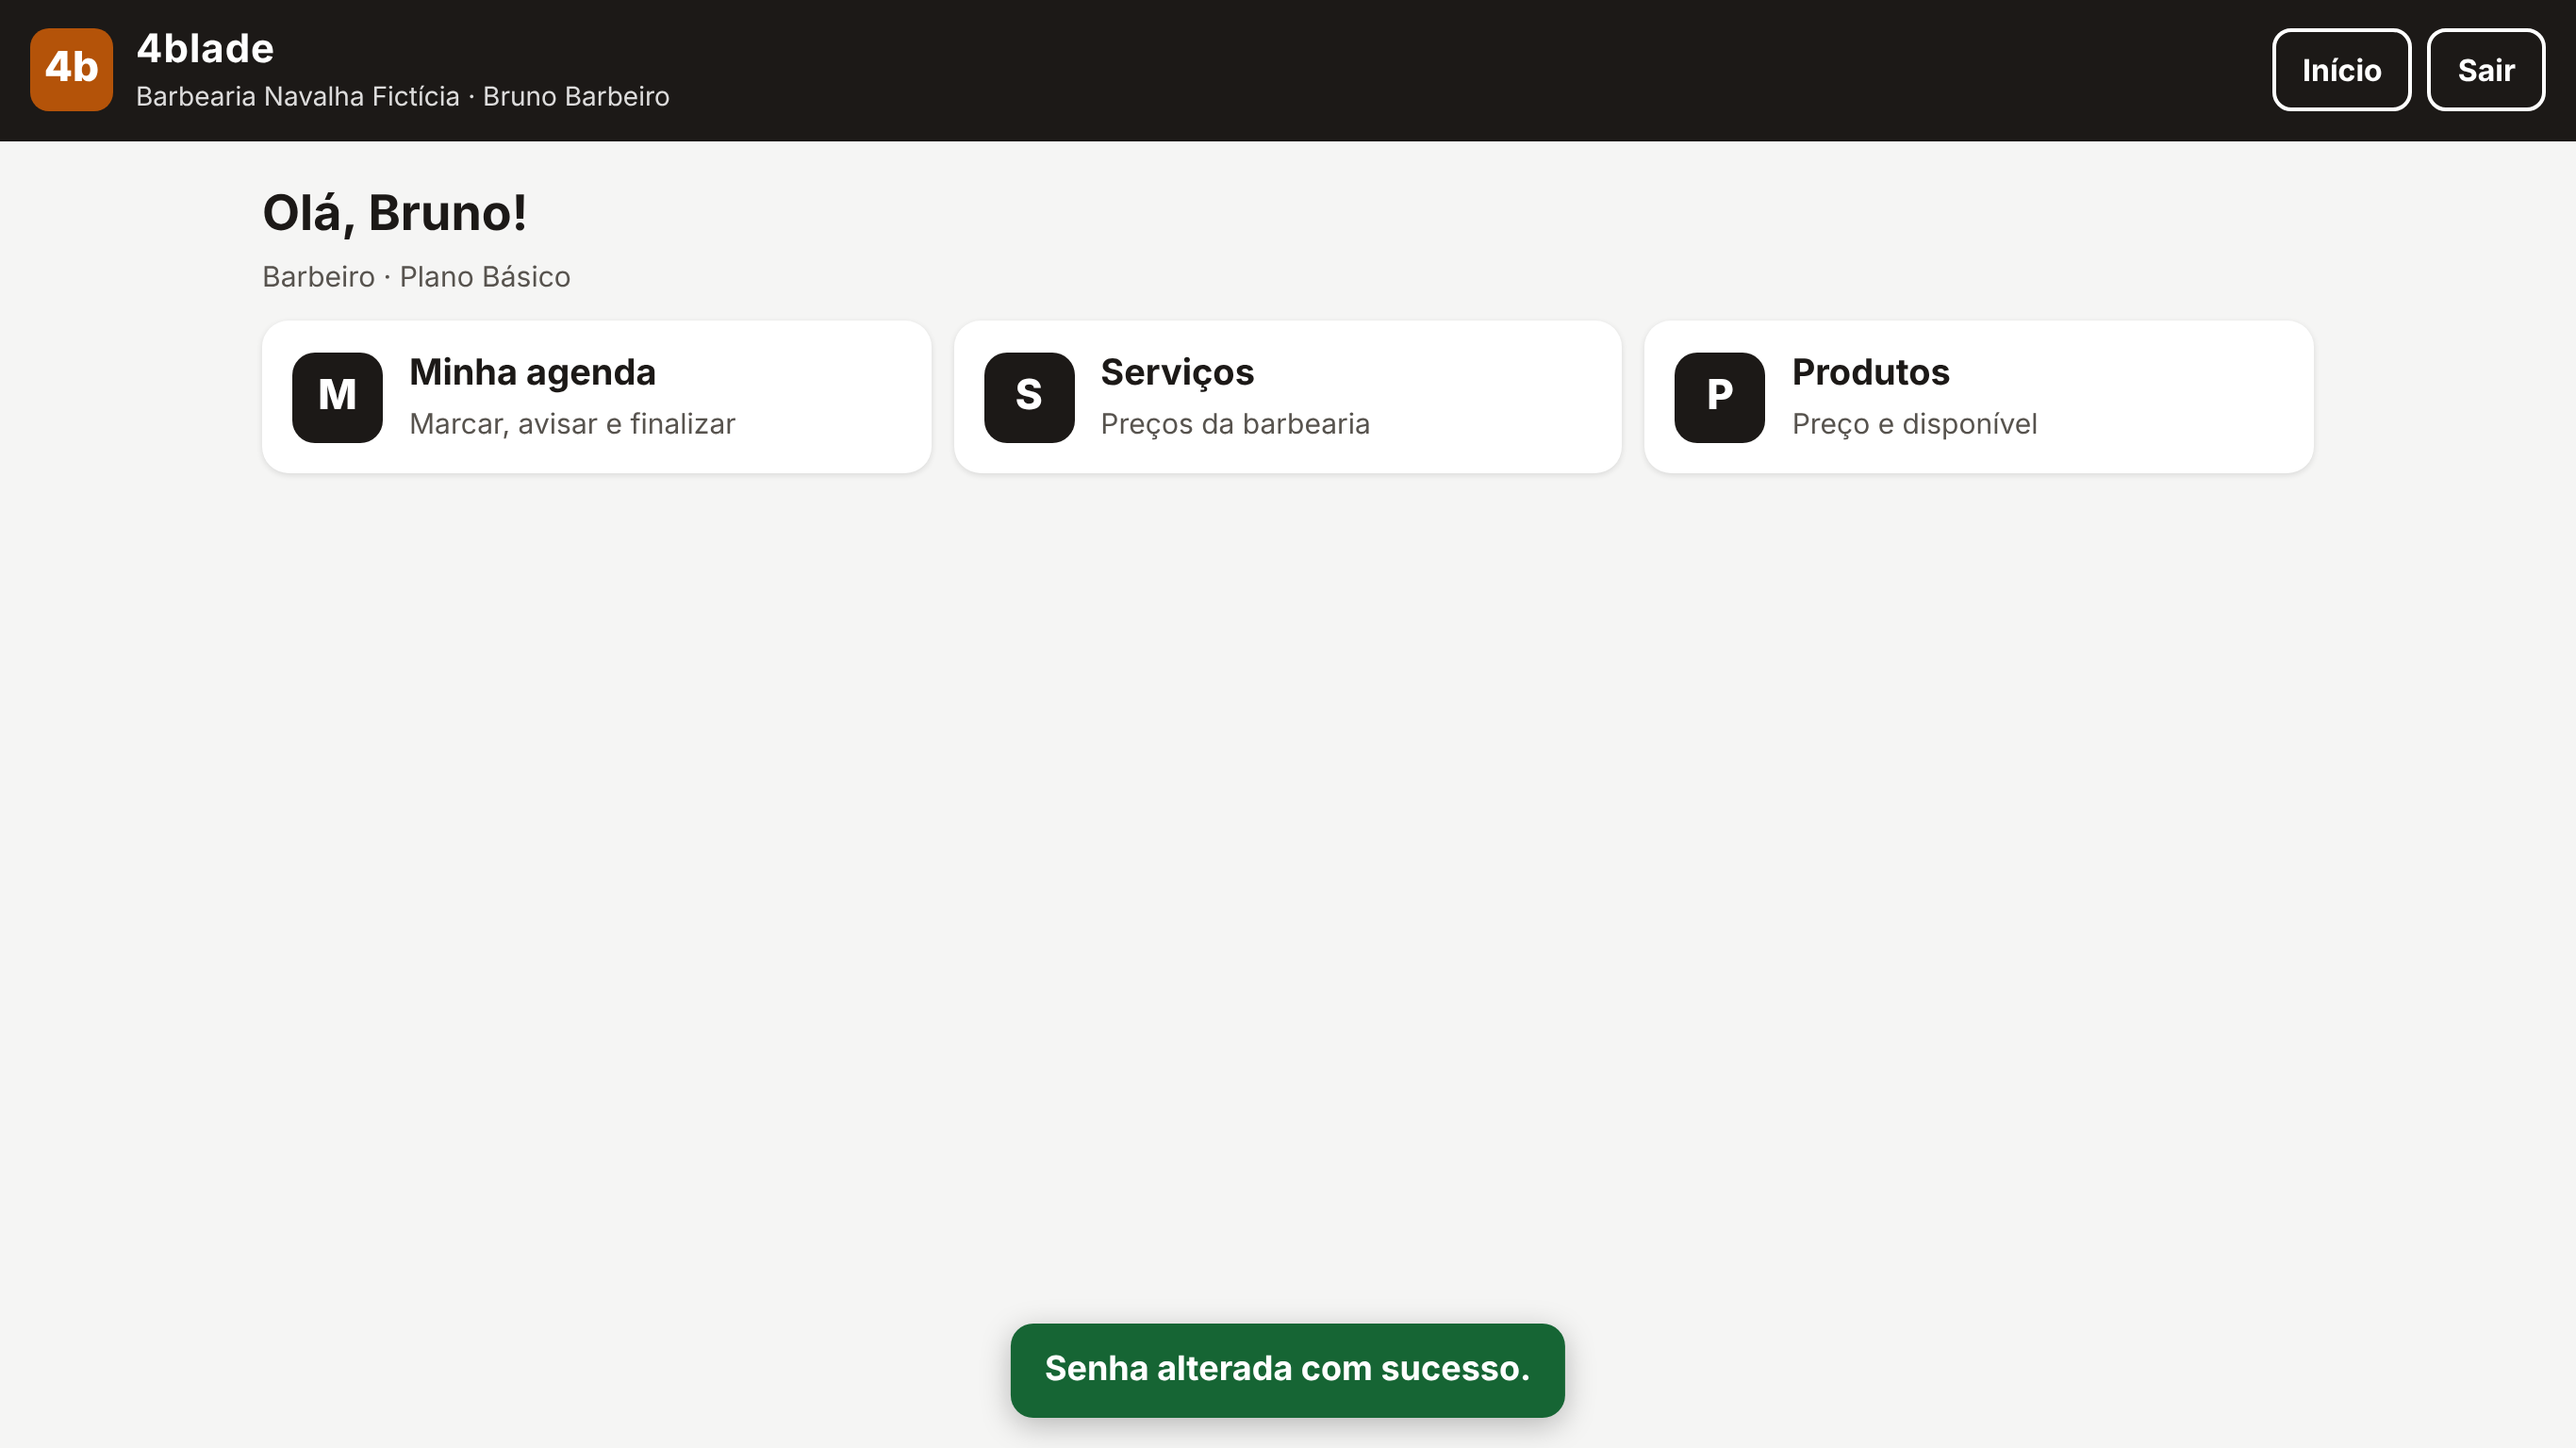 4b
4blade
Barbearia Navalha Fictícia · Bruno Barbeiro
Início
Sair
Olá, Bruno!
Barbeiro · Plano Básico
M
Minha agenda
Marcar, avisar e finalizar
S
Serviços
Preços da barbearia
P
Produtos
Preço e disponível
Senha alterada com sucesso.